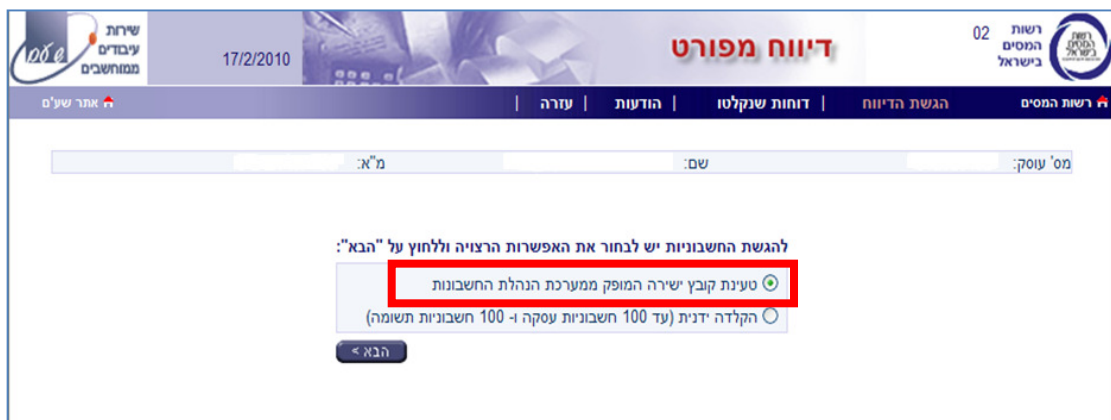 רשות
המסים
בישראל
02
דיווח מפורט
17/2/2010
שירות
עיבודים
ממוחשבים
שעמ
רשות המסים
הגשת הדיווח | דוחות שנקלטו | הודעות | עזרה |
אתר שע"ם
מס' עוסק: שם: מ"א:
להגשת החשבוניות יש לבחור את האפשרות הרצויה וללחוץ על "הבא":
טעינת קובץ ישירה המופק ממערכת הנהלת החשבונות
הקלדה ידנית (עד 100 חשבוניות עסקה ו- 100 חשבוניות תשומה)
הבא >